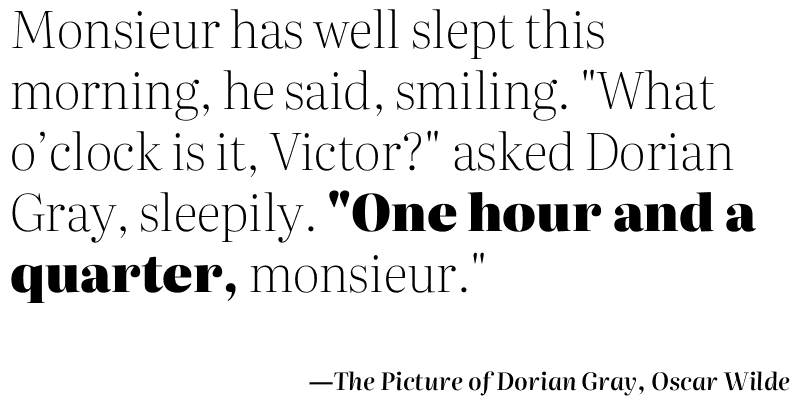 Monsieur has well slept this
morning, he said, smiling. "What
o’clock is it, Victor?" asked Dorian
Gray, sleepily. "One hour and a
quarter, monsieur."
—The Picture of Dorian Gray, Oscar Wilde